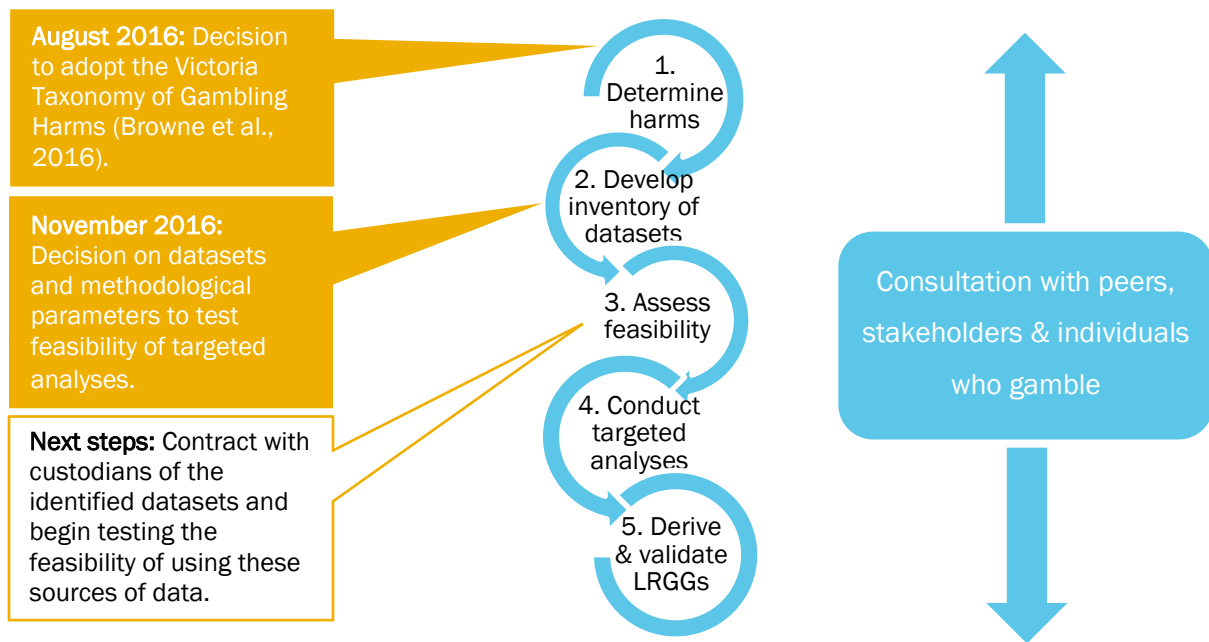 August 2016: Decision
to adopt the Victoria
Taxonomy of Gambling
Harms (Browne et al.,
2016).
November 2016:
Decision on datasets
and methodological
parameters to test
feasibility of targeted
analyses.
Next steps: Contract with
custodians of the
identified datasets and
begin testing the
feasibility of using these
sources of data.
1.
Determine
harms
2. Develop
inventory of
datasets
3. Assess
feasibility
4. Conduct
targeted
analyses
5. Derive
& validate
LRGGs
Consultation with peers,
stakeholders & individuals
who gamble